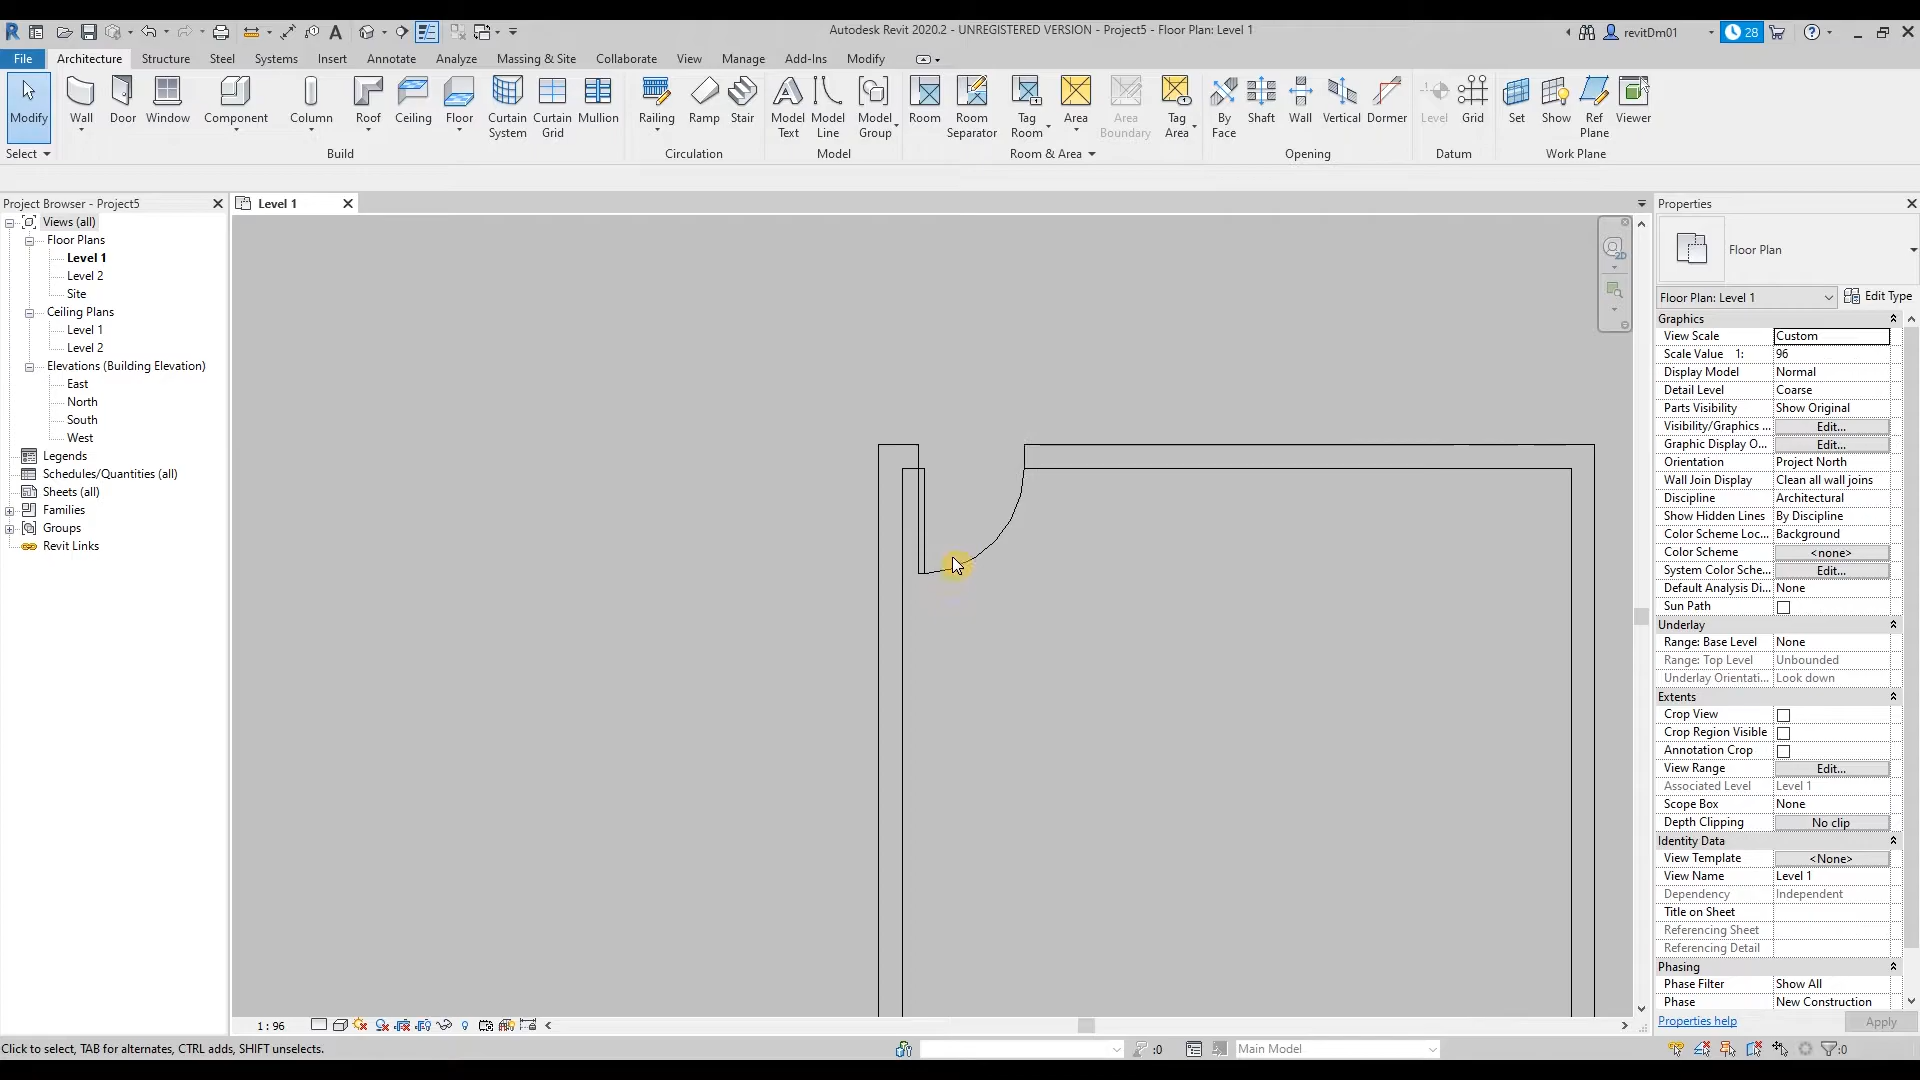 Autodesk Revit 2020.2 - UNREGISTERED VERSION - Project5 - Floor Plan: Level 1
revitDm01
28
File Architecture Structure Steel Systems Insert Annotate Analyze Massing & Site Collaborate View Manage Add-Ins Modify
Modify
Wall
Door
Window
Component
Column
Roof
Ceiling
Floor
Curtain System
Curtain Grid
Mullion
Railing
Ramp
Stair
Model Text
Model Line
Model Group
Room
Room Separator
Tag Room
Area
Area Boundary
Tag Area
By Face
Shaft
Wall
Vertical
Dormer
Level
Grid
Set
Show
Ref Plane
Viewer
Select
Build
Circulation
Model
Room & Area
Opening
Datum
Work Plane
Project Browser - Project5
Views (all)
Floor Plans
Level 1
Level 2
Site
Ceiling Plans
Level 1
Level 2
Elevations (Building Elevation)
East
North
South
West
Legends
Schedules/Quantities (all)
Sheets (all)
Families
Groups
Revit Links
Level 1
2D
Properties
Floor Plan
Floor Plan: Level 1
Edit Type
Graphics
View Scale Custom
Scale Value 1: 96
Display Model Normal
Detail Level Coarse
Parts Visibility Show Original
Visibility/Graphics ... Edit...
Graphic Display O... Edit...
Orientation Project North
Wall Join Display Clean all wall joins
Discipline Architectural
Show Hidden Lines By Discipline
Color Scheme Loc... Background
Color Scheme <none>
System Color Sche... Edit...
Default Analysis Di... None
Sun Path
Underlay
Range: Base Level None
Range: Top Level Unbounded
Underlay Orientati... Look down
Extents
Crop View
Crop Region Visible
Annotation Crop
View Range Edit...
Associated Level Level 1
Scope Box None
Depth Clipping No clip
Identity Data
View Template <None>
View Name Level 1
Dependency Independent
Title on Sheet
Referencing Sheet
Referencing Detail
Phasing
Phase Filter Show All
Phase New Construction
Properties help
Apply
1 : 96
Click to select, TAB for alternates, CTRL adds, SHIFT unselects.
:0
Main Model
:0